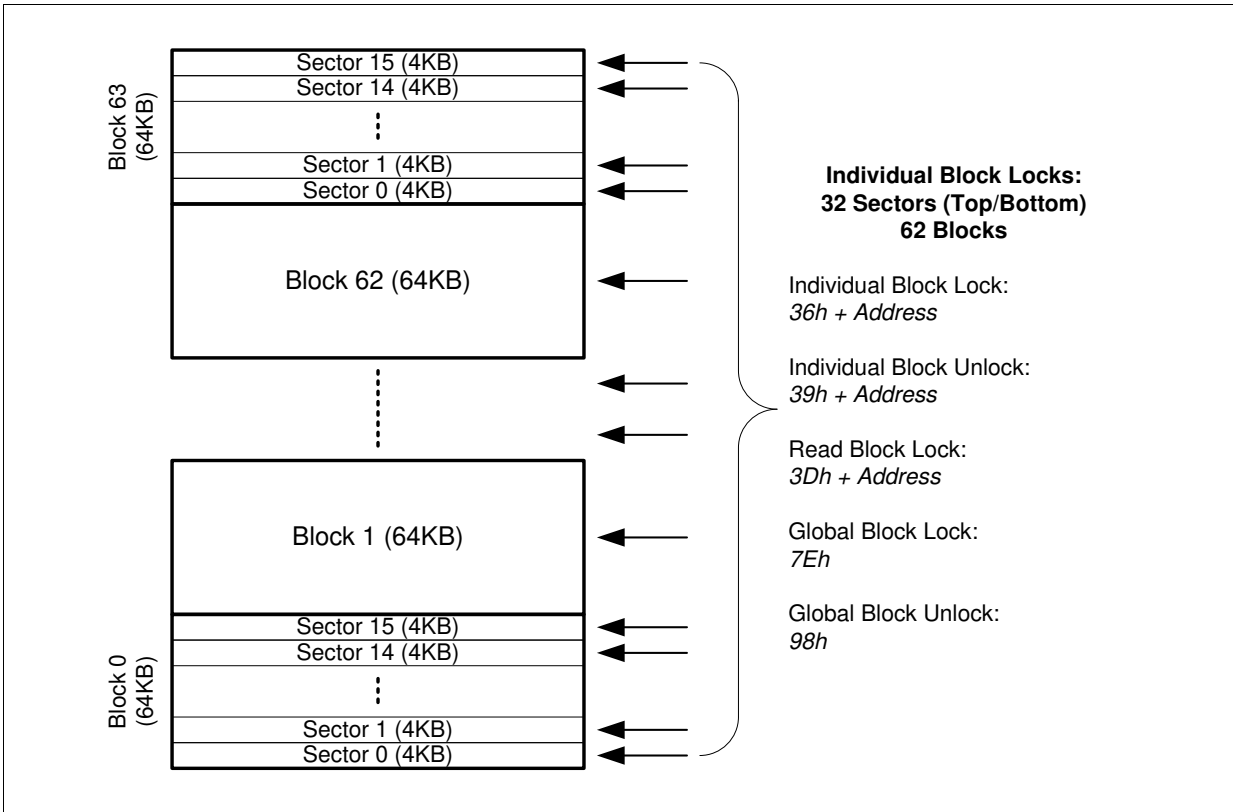 Block 63
(64KB)
Sector 15 (4KB)
Sector 14 (4KB)
Sector 1 (4KB)
Sector 0 (4KB)
Block 62 (64KB)
Block 1 (64KB)
Block 0
(64KB)
Sector 15 (4KB)
Sector 14 (4KB)
Sector 1 (4KB)
Sector 0 (4KB)
Individual Block Locks:
32 Sectors (Top/Bottom)
62 Blocks
Individual Block Lock:
36h + Address
Individual Block Unlock:
39h + Address
Read Block Lock:
3Dh + Address
Global Block Lock:
7Eh
Global Block Unlock:
98h